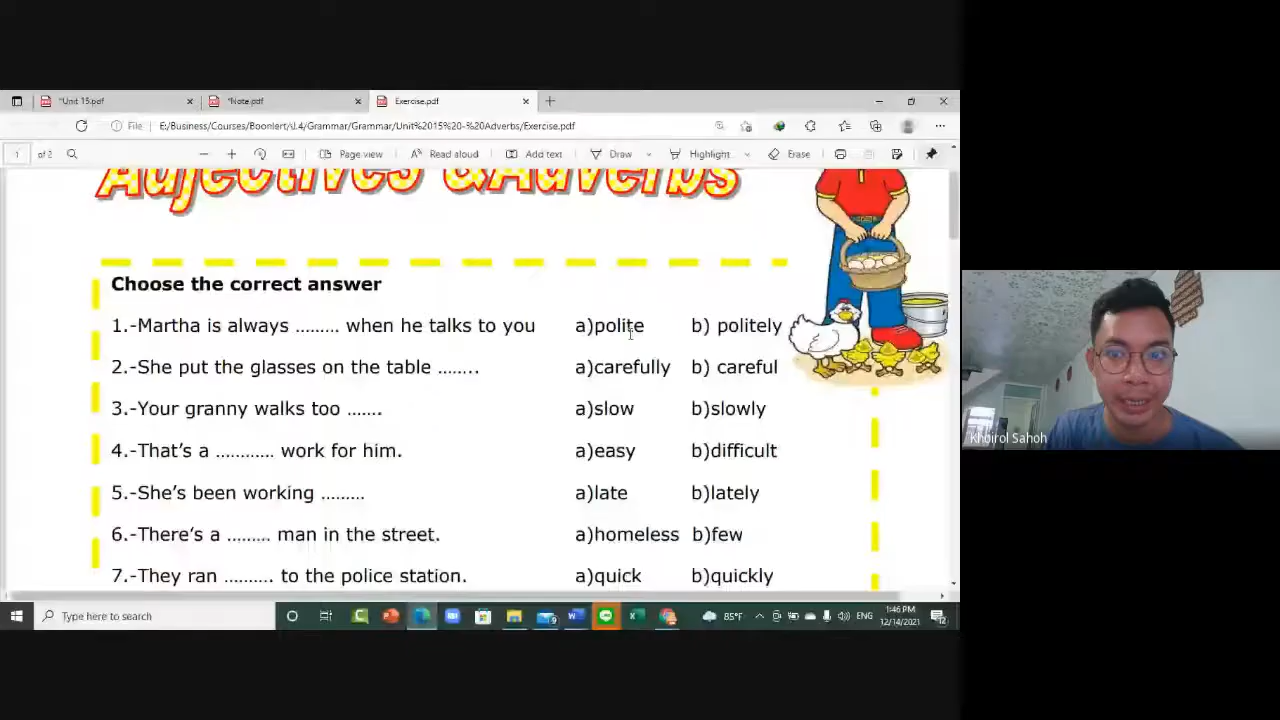 *Unit 15.pdf
*Note.pdf
Exercise.pdf
File
E:/Business/Courses/Boonlert/ป.4/Grammar/Grammar/Unit%2015%20-%20Adverbs/Exercise.pdf
1 of 2
Page view
Read aloud
Add text
Draw
Highlight
Erase
Adjectives &Adverbs
Choose the correct answer
1.-Martha is always ......... when he talks to you a)polite b) politely
2.-She put the glasses on the table ........ a)carefully b) careful
3.-Your granny walks too ....... a)slow b)slowly
4.-That's a ............ work for him. a)easy b)difficult
5.-She's been working ......... a)late b)lately
6.-There's a ......... man in the street. a)homeless b)few
7.-They ran .......... to the police station. a)quick b)quickly
Khoirol Sahoh
Type here to search
85°F
ENG
1:46 PM
12/14/2021